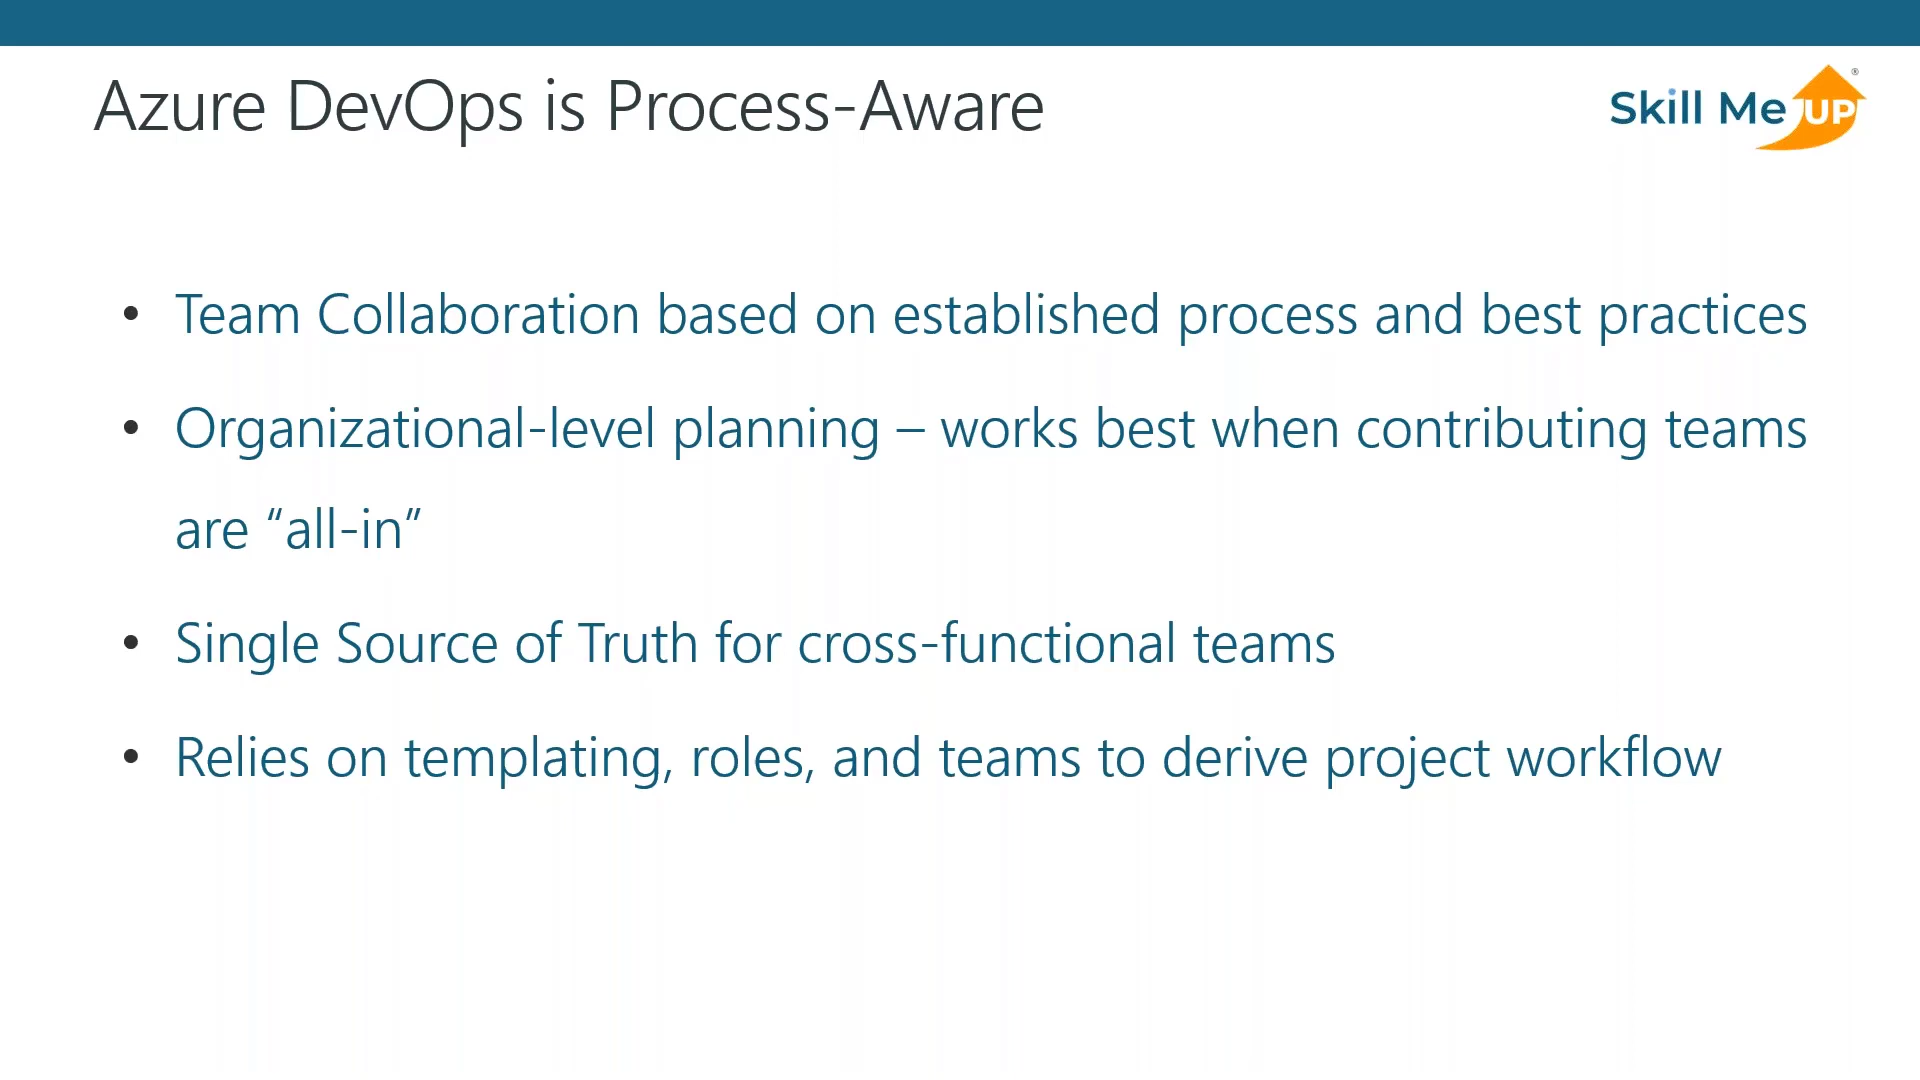 Azure DevOps is Process-Aware
Skill Me UP®
• Team Collaboration based on established process and best practices
• Organizational-level planning – works best when contributing teams
are “all-in”
• Single Source of Truth for cross-functional teams
• Relies on templating, roles, and teams to derive project workflow